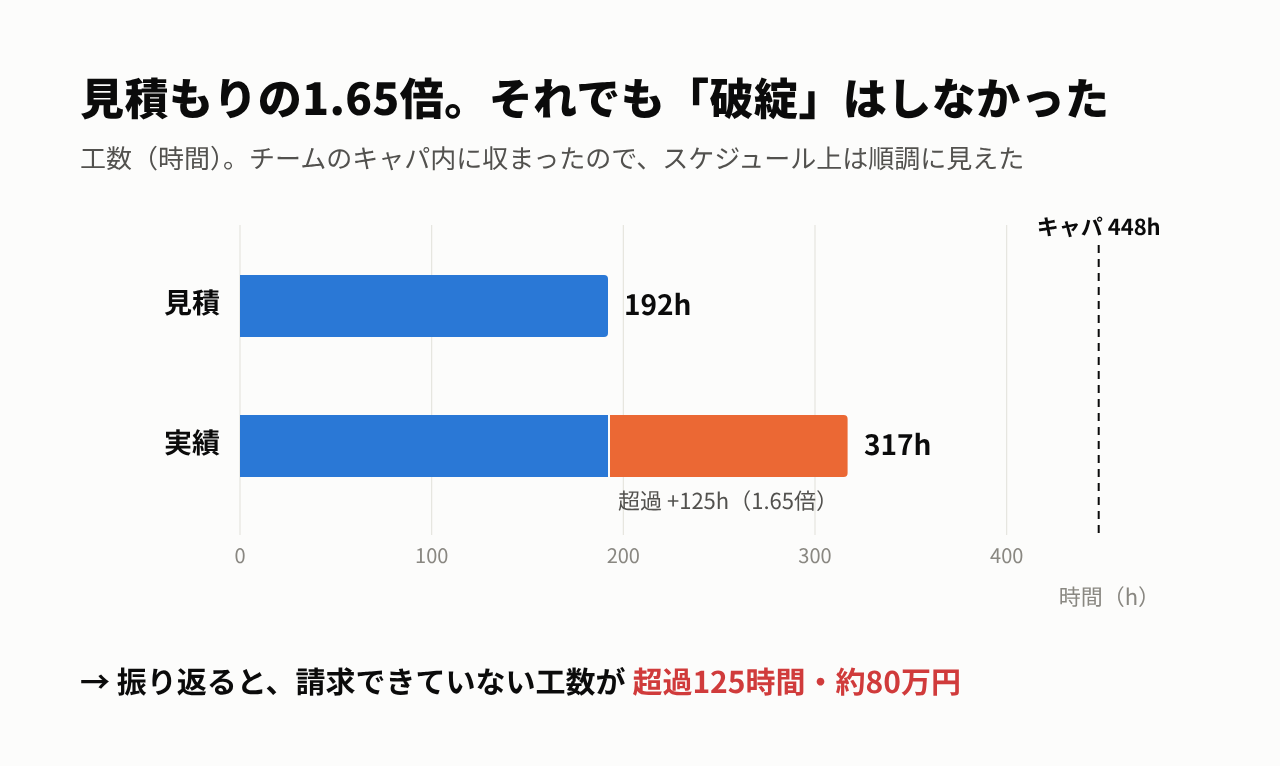 見積もりの1.65倍。それでも「破綻」はしなかった
工数（時間）。チームのキャパ内に収まったので、スケジュール上は順調に見えた
キャパ 448h
見積
192h
実績
317h
超過 +125h（1.65倍）
0
100
200
300
400
時間（h）
→ 振り返ると、請求できていない工数が 超過125時間・約80万円